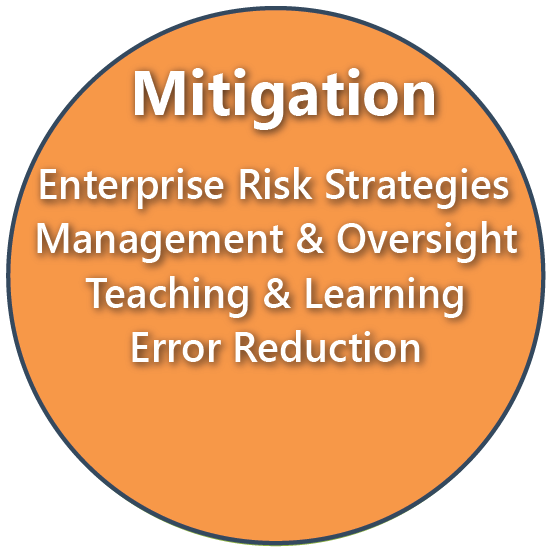 Mitigation
Enterprise Risk Strategies
Management & Oversight
Teaching & Learning
Error Reduction